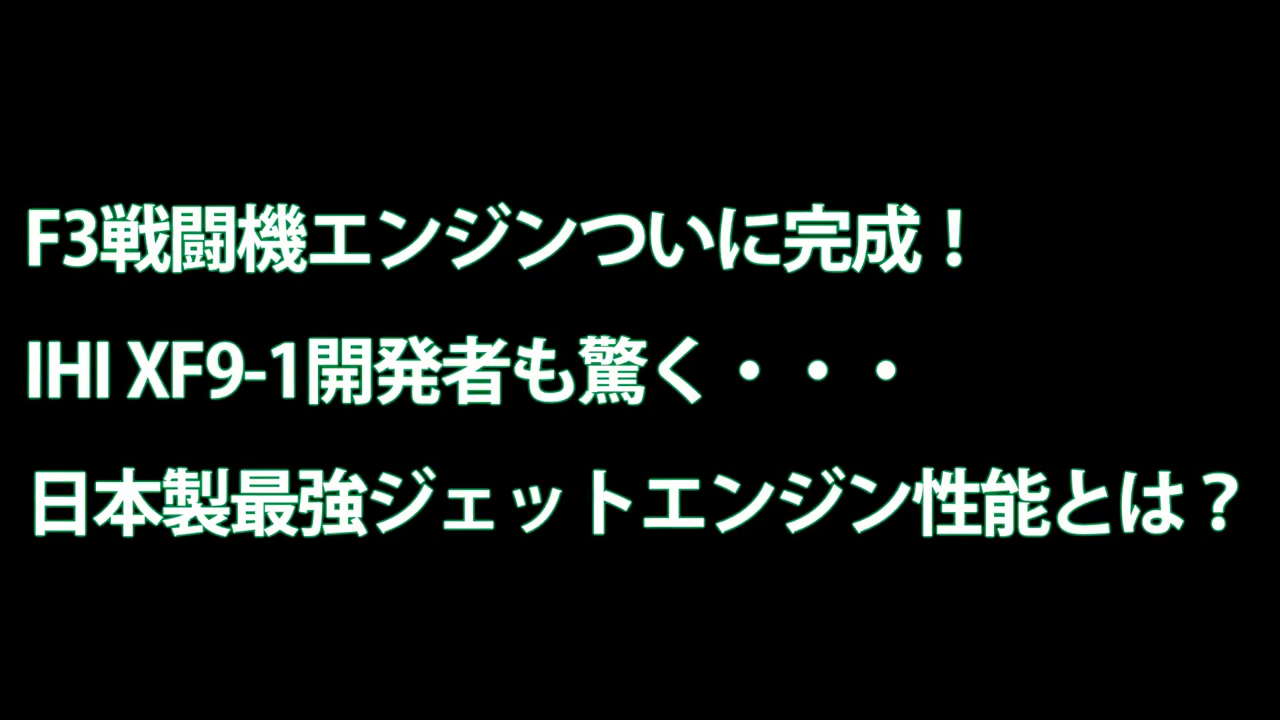 F3戦闘機エンジンついに完成！
IHI XF9-1開発者も驚く・・・
日本製最強ジェットエンジン性能とは？